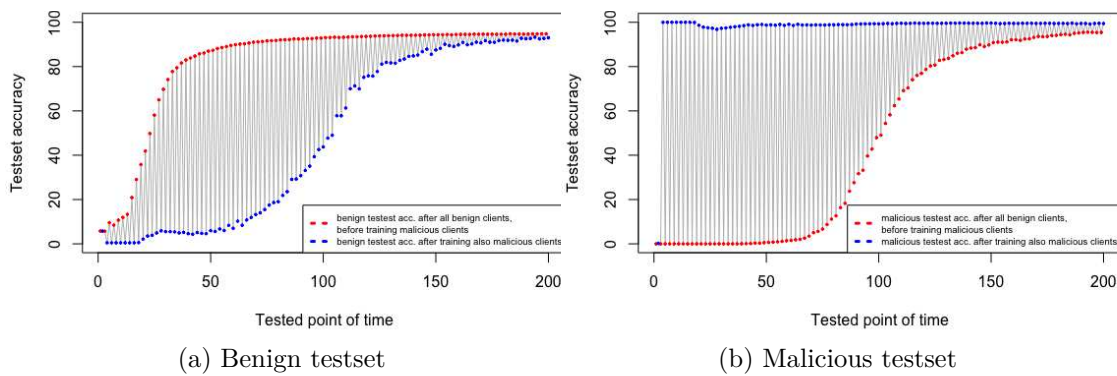 100
80
60
40
20
0
Testset accuracy
benign testest acc. after all benign clients,
before training malicious clients
benign testest acc. after training also malicious clients
0 50 100 150 200
Tested point of time
(a) Benign testset
100
80
60
40
20
0
Testset accuracy
malicious testest acc. after all benign clients,
before training malicious clients
malicious testest acc. after training also malicious clients
0 50 100 150 200
Tested point of time
(b) Malicious testset